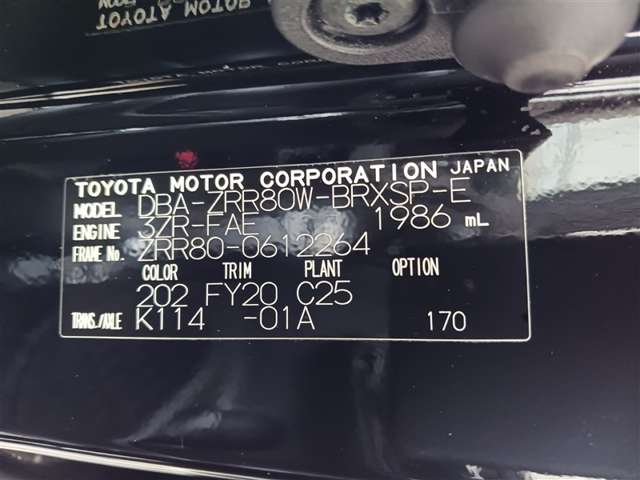 TOYOTA MOTOR CORPORATION JAPAN
MODEL DBA-ZRR80W-BRXSP-E
ENGINE 3ZR-FAE 1986 mL
FRAME No. ZRR80-0612264
COLOR TRIM PLANT OPTION
202 FY20 C25
TRANS./AXLE K114 -01A 170